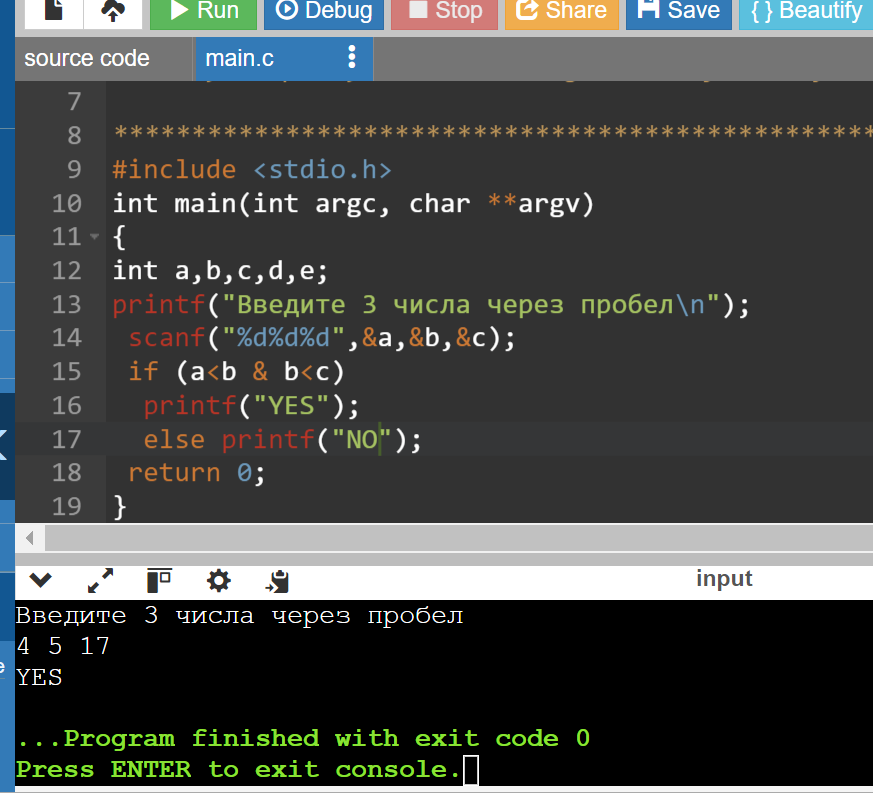 Run Debug Stop Share Save { } Beautify
source code main.c
7
8 ************************************************
9 #include <stdio.h>
10 int main(int argc, char **argv)
11 {
12 int a,b,c,d,e;
13 printf("Введите 3 числа через пробел\n");
14 scanf("%d%d%d",&a,&b,&c);
15 if (a<b & b<c)
16 printf("YES");
17 else printf("NO");
18 return 0;
19 }
input
Введите 3 числа через пробел
4 5 17
YES
...Program finished with exit code 0
Press ENTER to exit console.